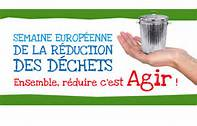 SEMAINE EUROPÉENNE
DE LA RÉDUCTION
DES DÉCHETS
Ensemble, réduire c'est Agir !